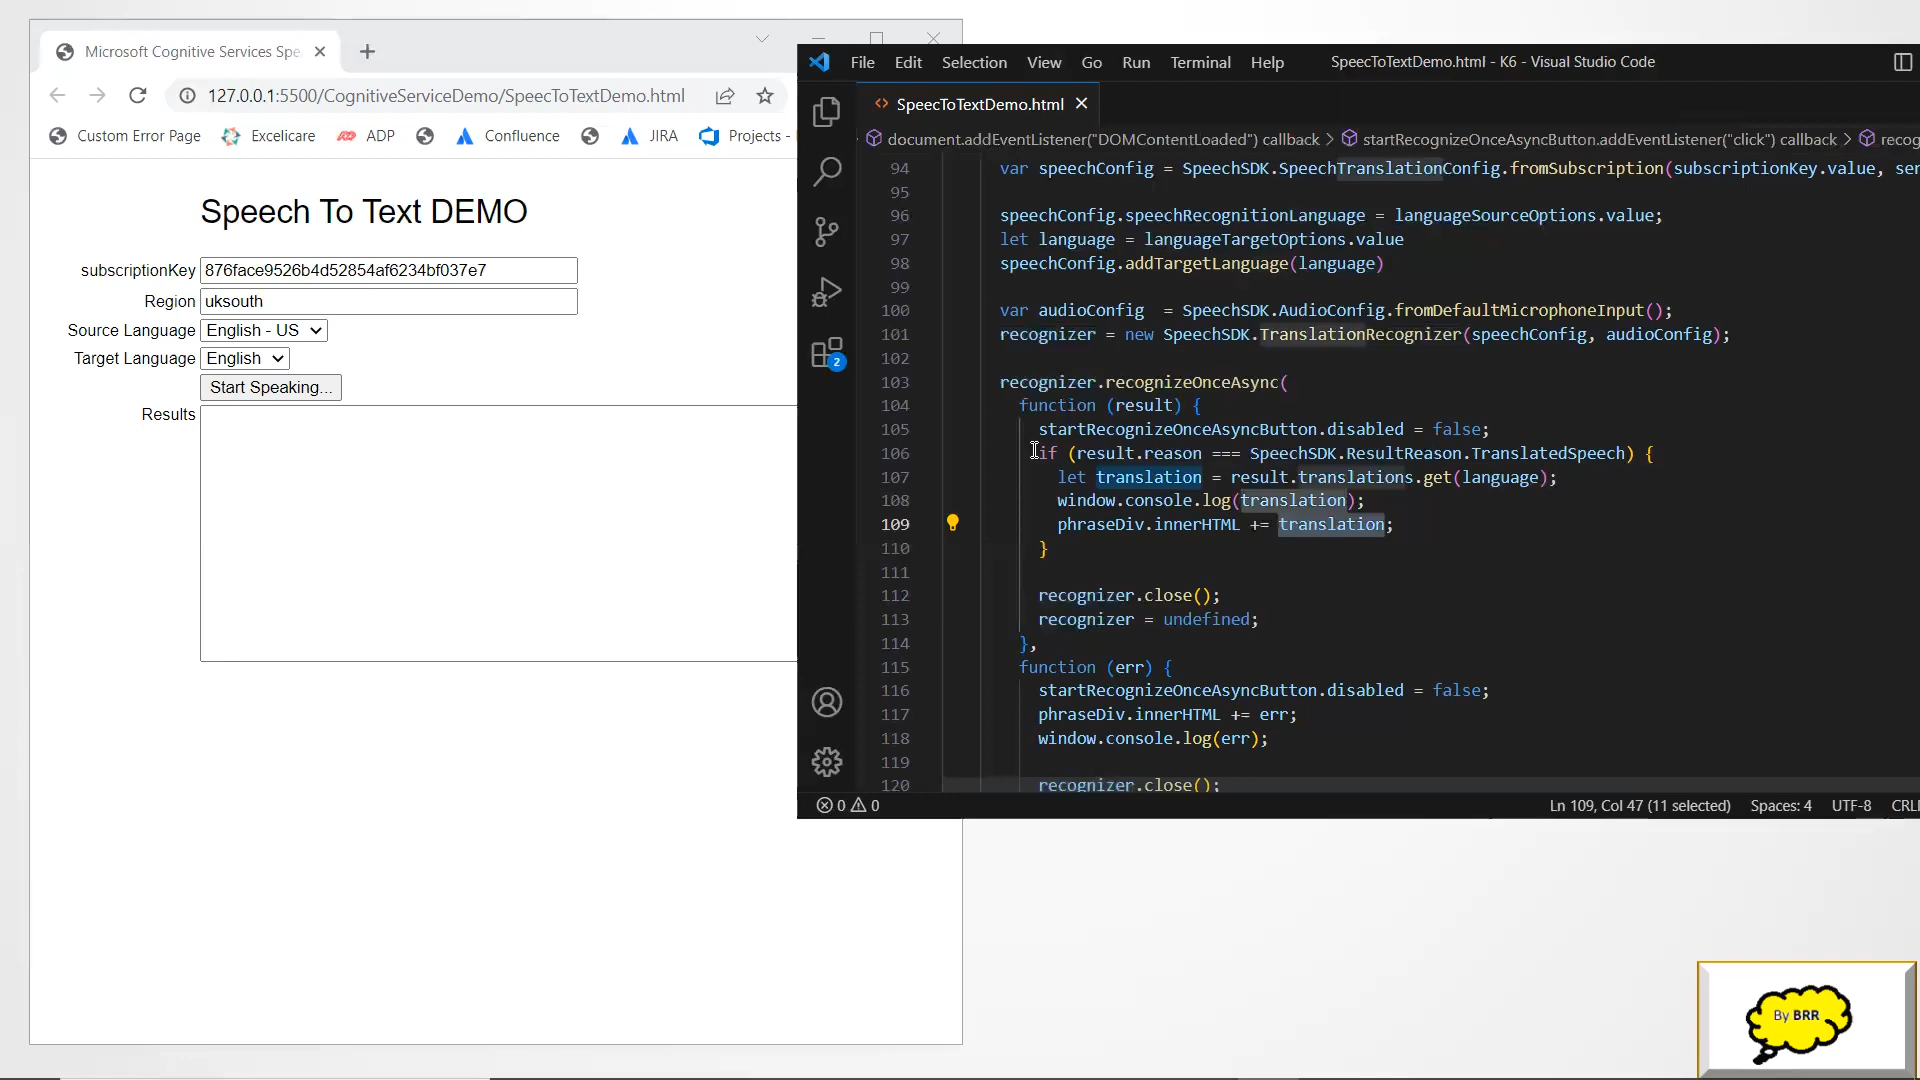 Microsoft Cognitive Services Spe
127.0.0.1:5500/CognitiveServiceDemo/SpeecToTextDemo.html
Custom Error Page
Excelicare
ADP
Confluence
JIRA
Projects -
Speech To Text DEMO
subscriptionKey 876face9526b4d52854af6234bf037e7
Region uksouth
Source Language English - US
Target Language English
Start Speaking...
Results
File Edit Selection View Go Run Terminal Help SpeecToTextDemo.html - K6 - Visual Studio Code
SpeecToTextDemo.html
document.addEventListener("DOMContentLoaded") callback > startRecognizeOnceAsyncButton.addEventListener("click") callback > recog
94 var speechConfig = SpeechSDK.SpeechTranslationConfig.fromSubscription(subscriptionKey.value, ser
95
96 speechConfig.speechRecognitionLanguage = languageSourceOptions.value;
97 let language = languageTargetOptions.value
98 speechConfig.addTargetLanguage(language)
99
100 var audioConfig  = SpeechSDK.AudioConfig.fromDefaultMicrophoneInput();
101 recognizer = new SpeechSDK.TranslationRecognizer(speechConfig, audioConfig);
102
103 recognizer.recognizeOnceAsync(
104 function (result) {
105 startRecognizeOnceAsyncButton.disabled = false;
106 if (result.reason === SpeechSDK.ResultReason.TranslatedSpeech) {
107 let translation = result.translations.get(language);
108 window.console.log(translation);
109 phraseDiv.innerHTML += translation;
110 }
111
112 recognizer.close();
113 recognizer = undefined;
114 },
115 function (err) {
116 startRecognizeOnceAsyncButton.disabled = false;
117 phraseDiv.innerHTML += err;
118 window.console.log(err);
119
120 recognizer.close();
2
0 0 Ln 109, Col 47 (11 selected) Spaces: 4 UTF-8 CRL
By BRR